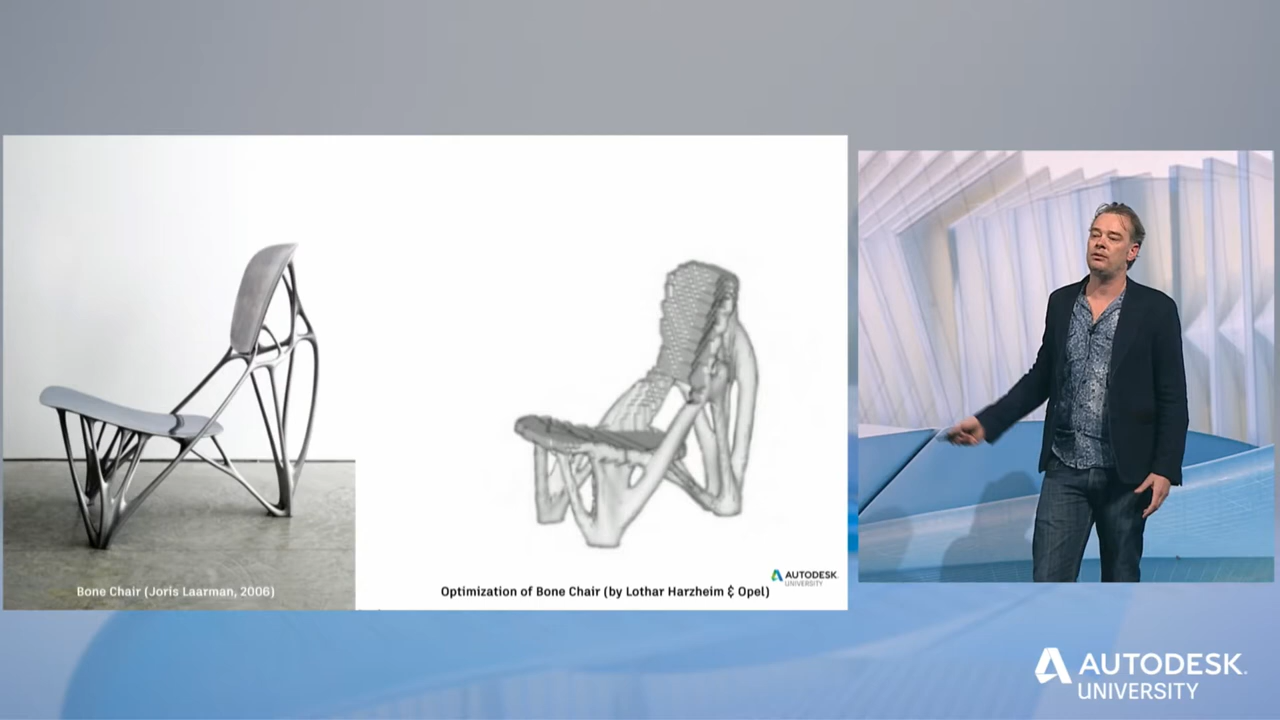 Bone Chair (Joris Laarman, 2006)
Optimization of Bone Chair (by Lothar Harzheim & Opel)
AUTODESK
UNIVERSITY
AUTODESK.
UNIVERSITY